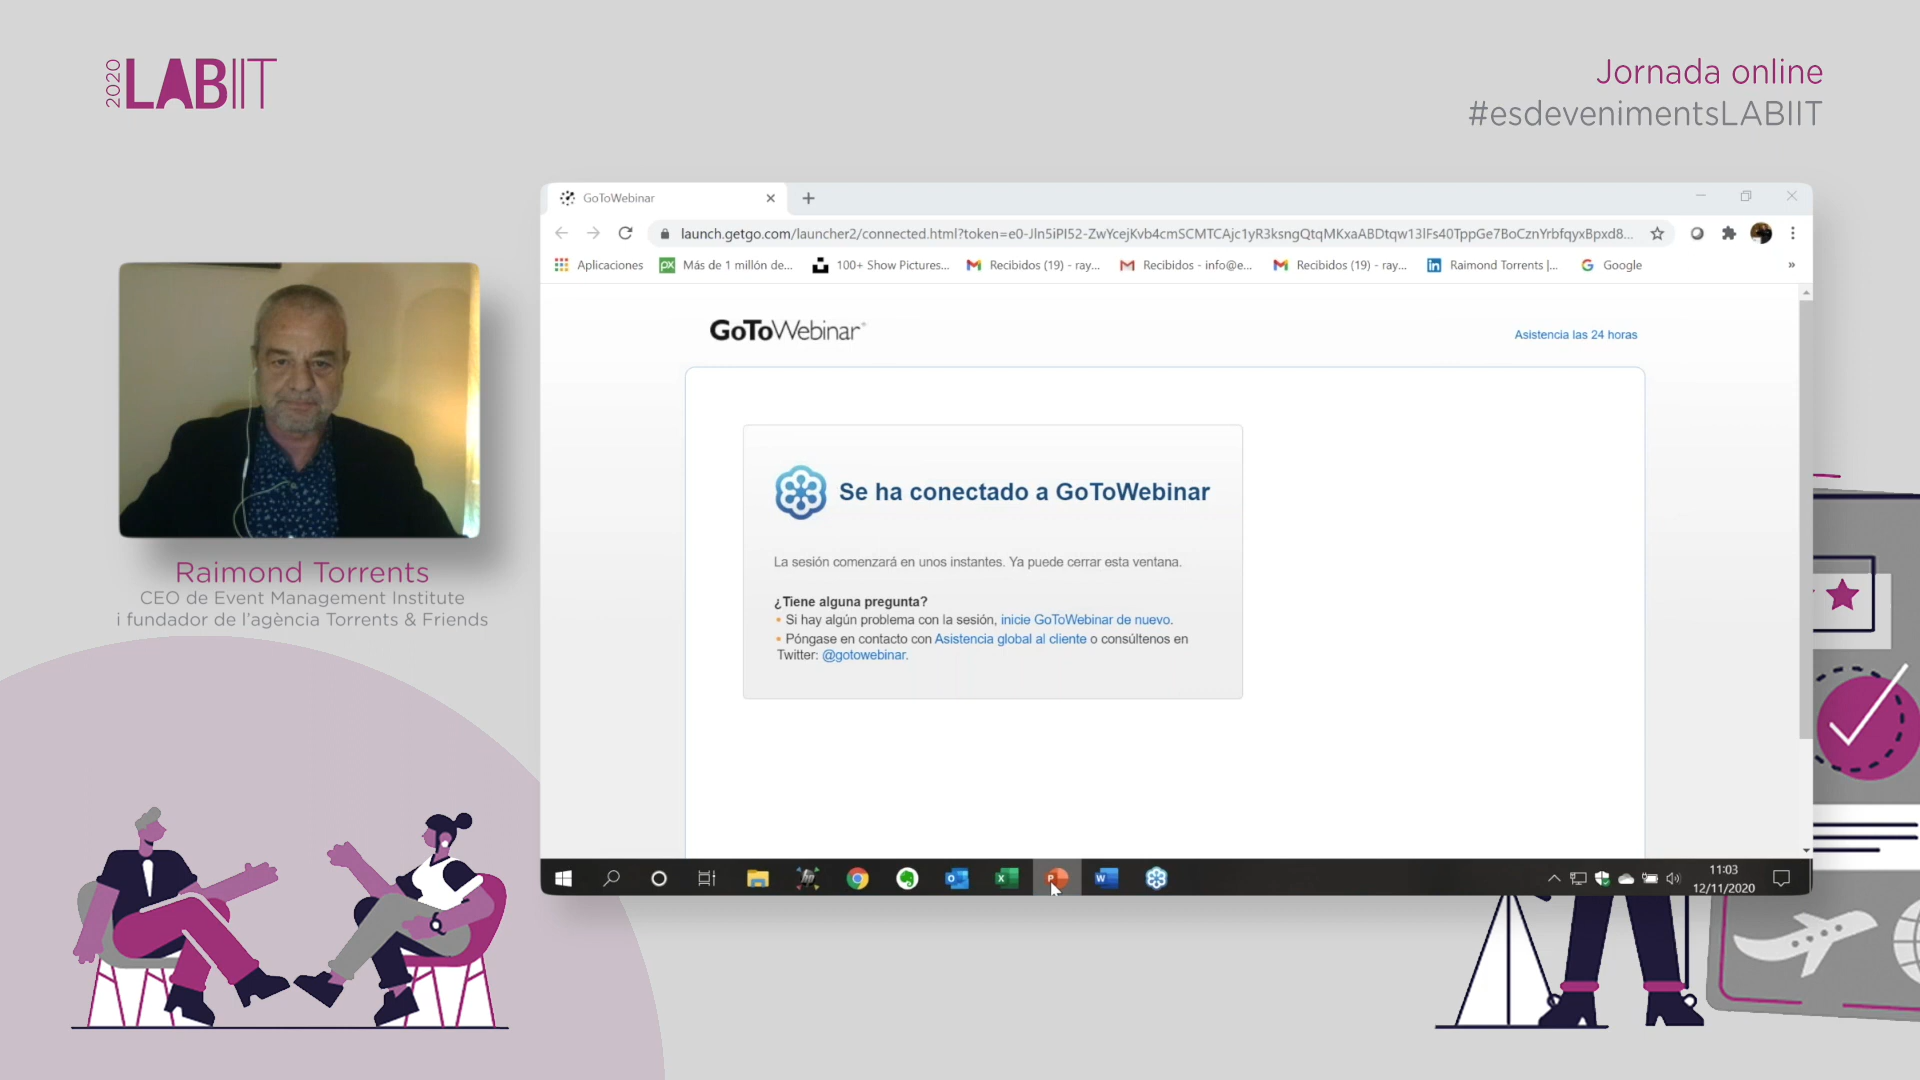 2020 LABIIT
Jornada online
#esdevenimentsLABIIT
GoToWebinar
launch.getgo.com/launcher2/connected.html?token=e0-Jln5iPI52-ZwYcejKvb4cmSCMTCAjc1yR3ksngQtqMKxaABDtqw13lFs40TppGe7BoCznYrbfqyxBpxd8...
Aplicaciones
Más de 1 millón de...
100+ Show Pictures...
Recibidos (19) - ray...
Recibidos - info@e...
Recibidos (19) - ray...
Raimond Torrents |...
Google
»
GoToWebinar
Asistencia las 24 horas
Se ha conectado a GoToWebinar
La sesión comenzará en unos instantes. Ya puede cerrar esta ventana.
¿Tiene alguna pregunta?
• Si hay algún problema con la sesión, inicie GoToWebinar de nuevo.
• Póngase en contacto con Asistencia global al cliente o consúltenos en
Twitter: @gotowebinar.
Raimond Torrents
CEO de Event Management Institute
i fundador de l'agència Torrents & Friends
11:03
12/11/2020